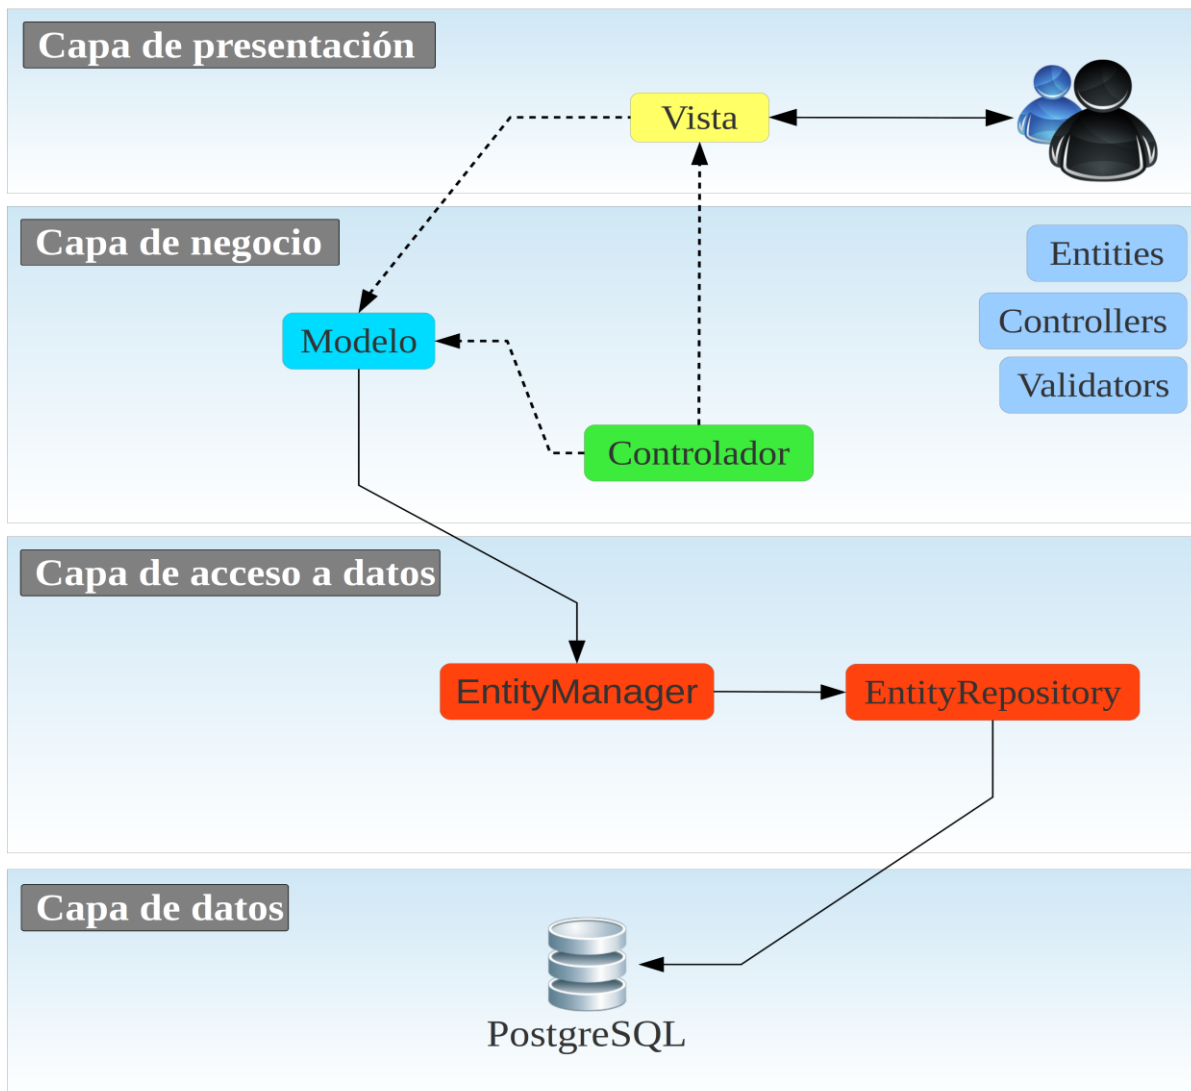 Capa de presentación
Vista
Capa de negocio
Entities
Controllers
Modelo
Validators
Controlador
Capa de acceso a datos
EntityManager
EntityRepository
Capa de datos
PostgreSQL